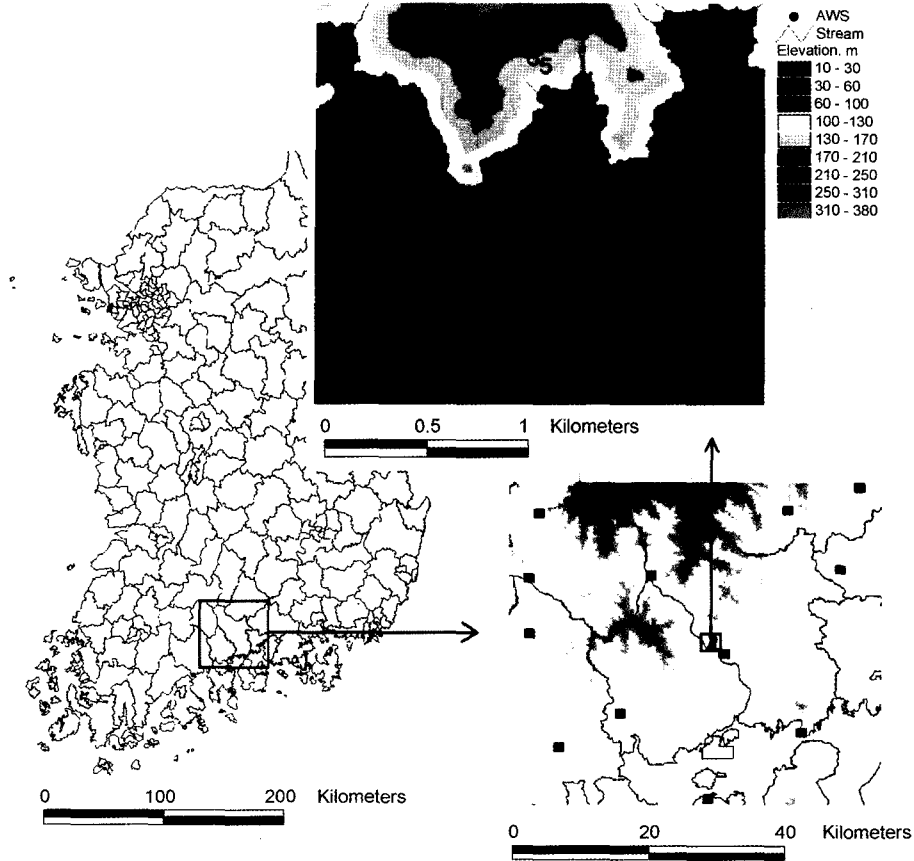 AWS
Stream
Elevation. m
10 - 30
30 - 60
60 - 100
100 -130
130 - 170
170 - 210
210 - 250
250 - 310
310 - 380
5
0 0.5 1 Kilometers
0 100 200 Kilometers
0 20 40 Kilometers